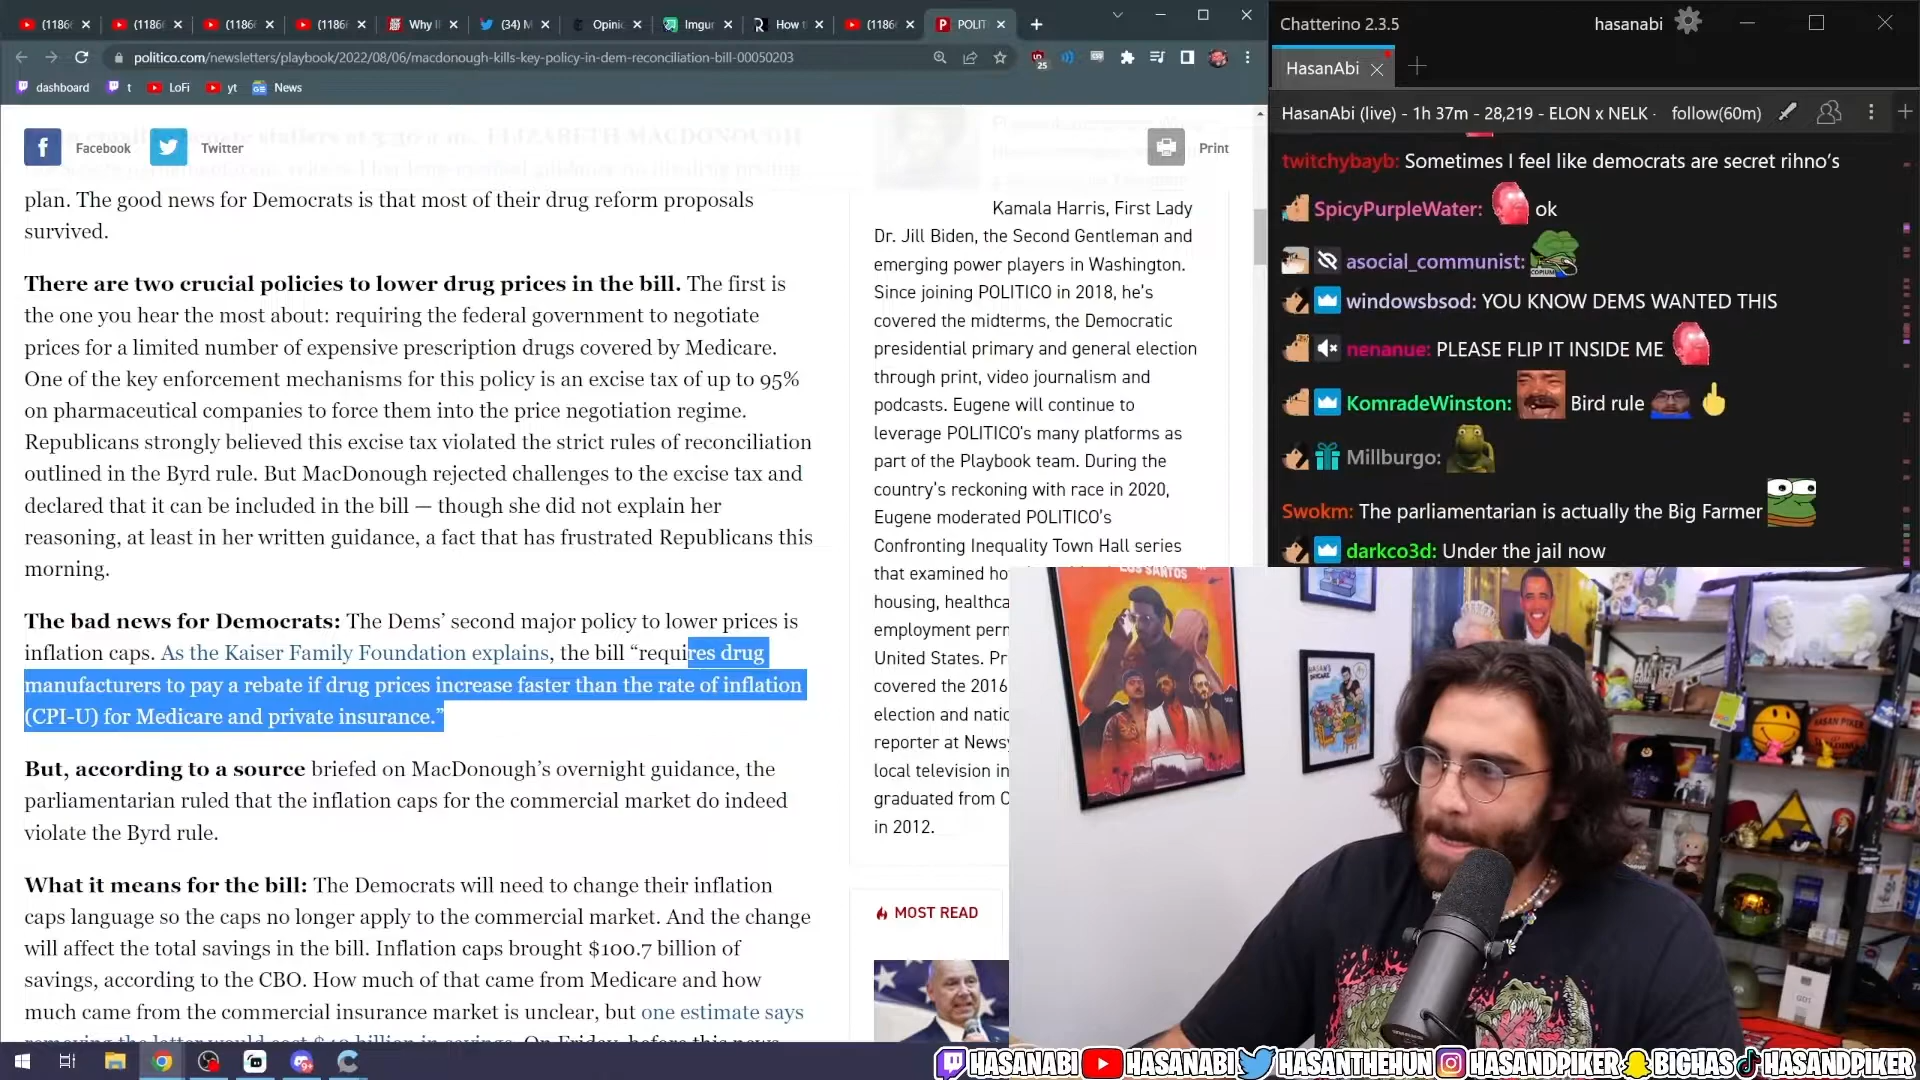 (1186
(1186
(1186
(1186
Why I
(34) M
Opinio
Imgur
How t
(1186
POLIT
politico.com/newsletters/playbook/2022/08/06/macdonough-kills-key-policy-in-dem-reconciliation-bill-00050203
25
dashboard
t
LoFi
yt
News
Facebook
Twitter
Print
plan. The good news for Democrats is that most of their drug reform proposals
survived.
There are two crucial policies to lower drug prices in the bill. The first is
the one you hear the most about: requiring the federal government to negotiate
prices for a limited number of expensive prescription drugs covered by Medicare.
One of the key enforcement mechanisms for this policy is an excise tax of up to 95%
on pharmaceutical companies to force them into the price negotiation regime.
Republicans strongly believed this excise tax violated the strict rules of reconciliation
outlined in the Byrd rule. But MacDonough rejected challenges to the excise tax and
declared that it can be included in the bill — though she did not explain her
reasoning, at least in her written guidance, a fact that has frustrated Republicans this
morning.
The bad news for Democrats: The Dems’ second major policy to lower prices is
inflation caps. As the Kaiser Family Foundation explains, the bill “requires drug
manufacturers to pay a rebate if drug prices increase faster than the rate of inflation
(CPI-U) for Medicare and private insurance.”
But, according to a source briefed on MacDonough’s overnight guidance, the
parliamentarian ruled that the inflation caps for the commercial market do indeed
violate the Byrd rule.
What it means for the bill: The Democrats will need to change their inflation
caps language so the caps no longer apply to the commercial market. And the change
will affect the total savings in the bill. Inflation caps brought $100.7 billion of
savings, according to the CBO. How much of that came from Medicare and how
much came from the commercial insurance market is unclear, but one estimate says
Kamala Harris, First Lady
Dr. Jill Biden, the Second Gentleman and
emerging power players in Washington.
Since joining POLITICO in 2018, he's
covered the midterms, the Democratic
presidential primary and general election
through print, video journalism and
podcasts. Eugene will continue to
leverage POLITICO's many platforms as
part of the Playbook team. During the
country's reckoning with race in 2020,
Eugene moderated POLITICO's
Confronting Inequality Town Hall series
that examined ho
housing, healthca
employment perm
United States. Pr
covered the 2016
election and natio
reporter at Newsy
local television in
graduated from O
in 2012.
MOST READ
Chatterino 2.3.5
hasanabi
HasanAbi
HasanAbi (live) - 1h 37m - 28,219 - ELON x NELK ·
follow(60m)
twitchybayb: Sometimes I feel like democrats are secret rihno’s
SpicyPurpleWater: ok
asocial_communist:
COPIUM
windowsbsod: YOU KNOW DEMS WANTED THIS
nenanue: PLEASE FLIP IT INSIDE ME
KomradeWinston: Bird rule
Millburgo:
Swokm: The parliamentarian is actually the Big Farmer
darkco3d: Under the jail now
LOS SANTOS
HASAN PIKER
HASANABI
HASANABI
HASANTHEHUN
HASANDPIKER
BIGHAS
HASANDPIKER